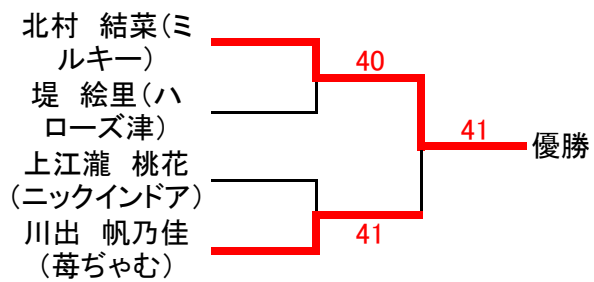 北村　結菜（ミ
ルキー）
40
堤　絵里（ハ
ローズ津）
41
優勝
上江瀧　桃花
（ニックインドア）
川出　帆乃佳
（苺ぢゃむ）
41